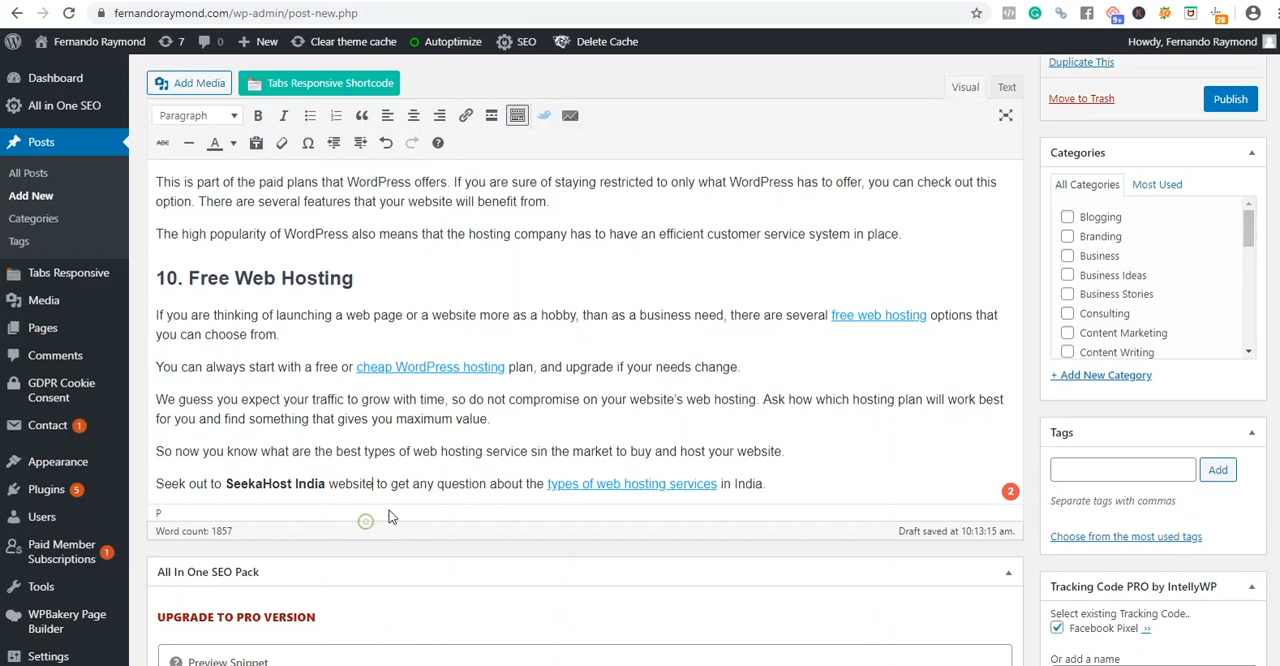 fernandoraymond.com/wp-admin/post-new.php
9+
28
Fernando Raymond
7
0
New
Clear theme cache
Autoptimize
SEO
Delete Cache
Howdy, Fernando Raymond
Dashboard
All in One SEO
Posts
All Posts
Add New
Categories
Tags
Tabs Responsive
Media
Pages
Comments
GDPR Cookie
Consent
Contact 1
Appearance
Plugins 5
Users
Paid Member
Subscriptions 1
Tools
WPBakery Page
Builder
Settings
Add Media
Tabs Responsive Shortcode
Visual
Text
Paragraph
B I
ABC
A
This is part of the paid plans that WordPress offers. If you are sure of staying restricted to only what WordPress has to offer, you can check out this
option. There are several features that your website will benefit from.
The high popularity of WordPress also means that the hosting company has to have an efficient customer service system in place.
10. Free Web Hosting
If you are thinking of launching a web page or a website more as a hobby, than as a business need, there are several free web hosting options that
you can choose from.
You can always start with a free or cheap WordPress hosting plan, and upgrade if your needs change.
We guess you expect your traffic to grow with time, so do not compromise on your website's web hosting. Ask how which hosting plan will work best
for you and find something that gives you maximum value.
So now you know what are the best types of web hosting service sin the market to buy and host your website.
Seek out to SeekaHost India website to get any question about the types of web hosting services in India.
2
P
Word count: 1857
Draft saved at 10:13:15 am.
All In One SEO Pack
UPGRADE TO PRO VERSION
Preview Snippet
Duplicate This
Move to Trash
Publish
Categories
All Categories
Most Used
Blogging
Branding
Business
Business Ideas
Business Stories
Consulting
Content Marketing
Content Writing
+ Add New Category
Tags
Add
Separate tags with commas
Choose from the most used tags
Tracking Code PRO by IntellyWP
Select existing Tracking Code..
Facebook Pixel »
Or add a name